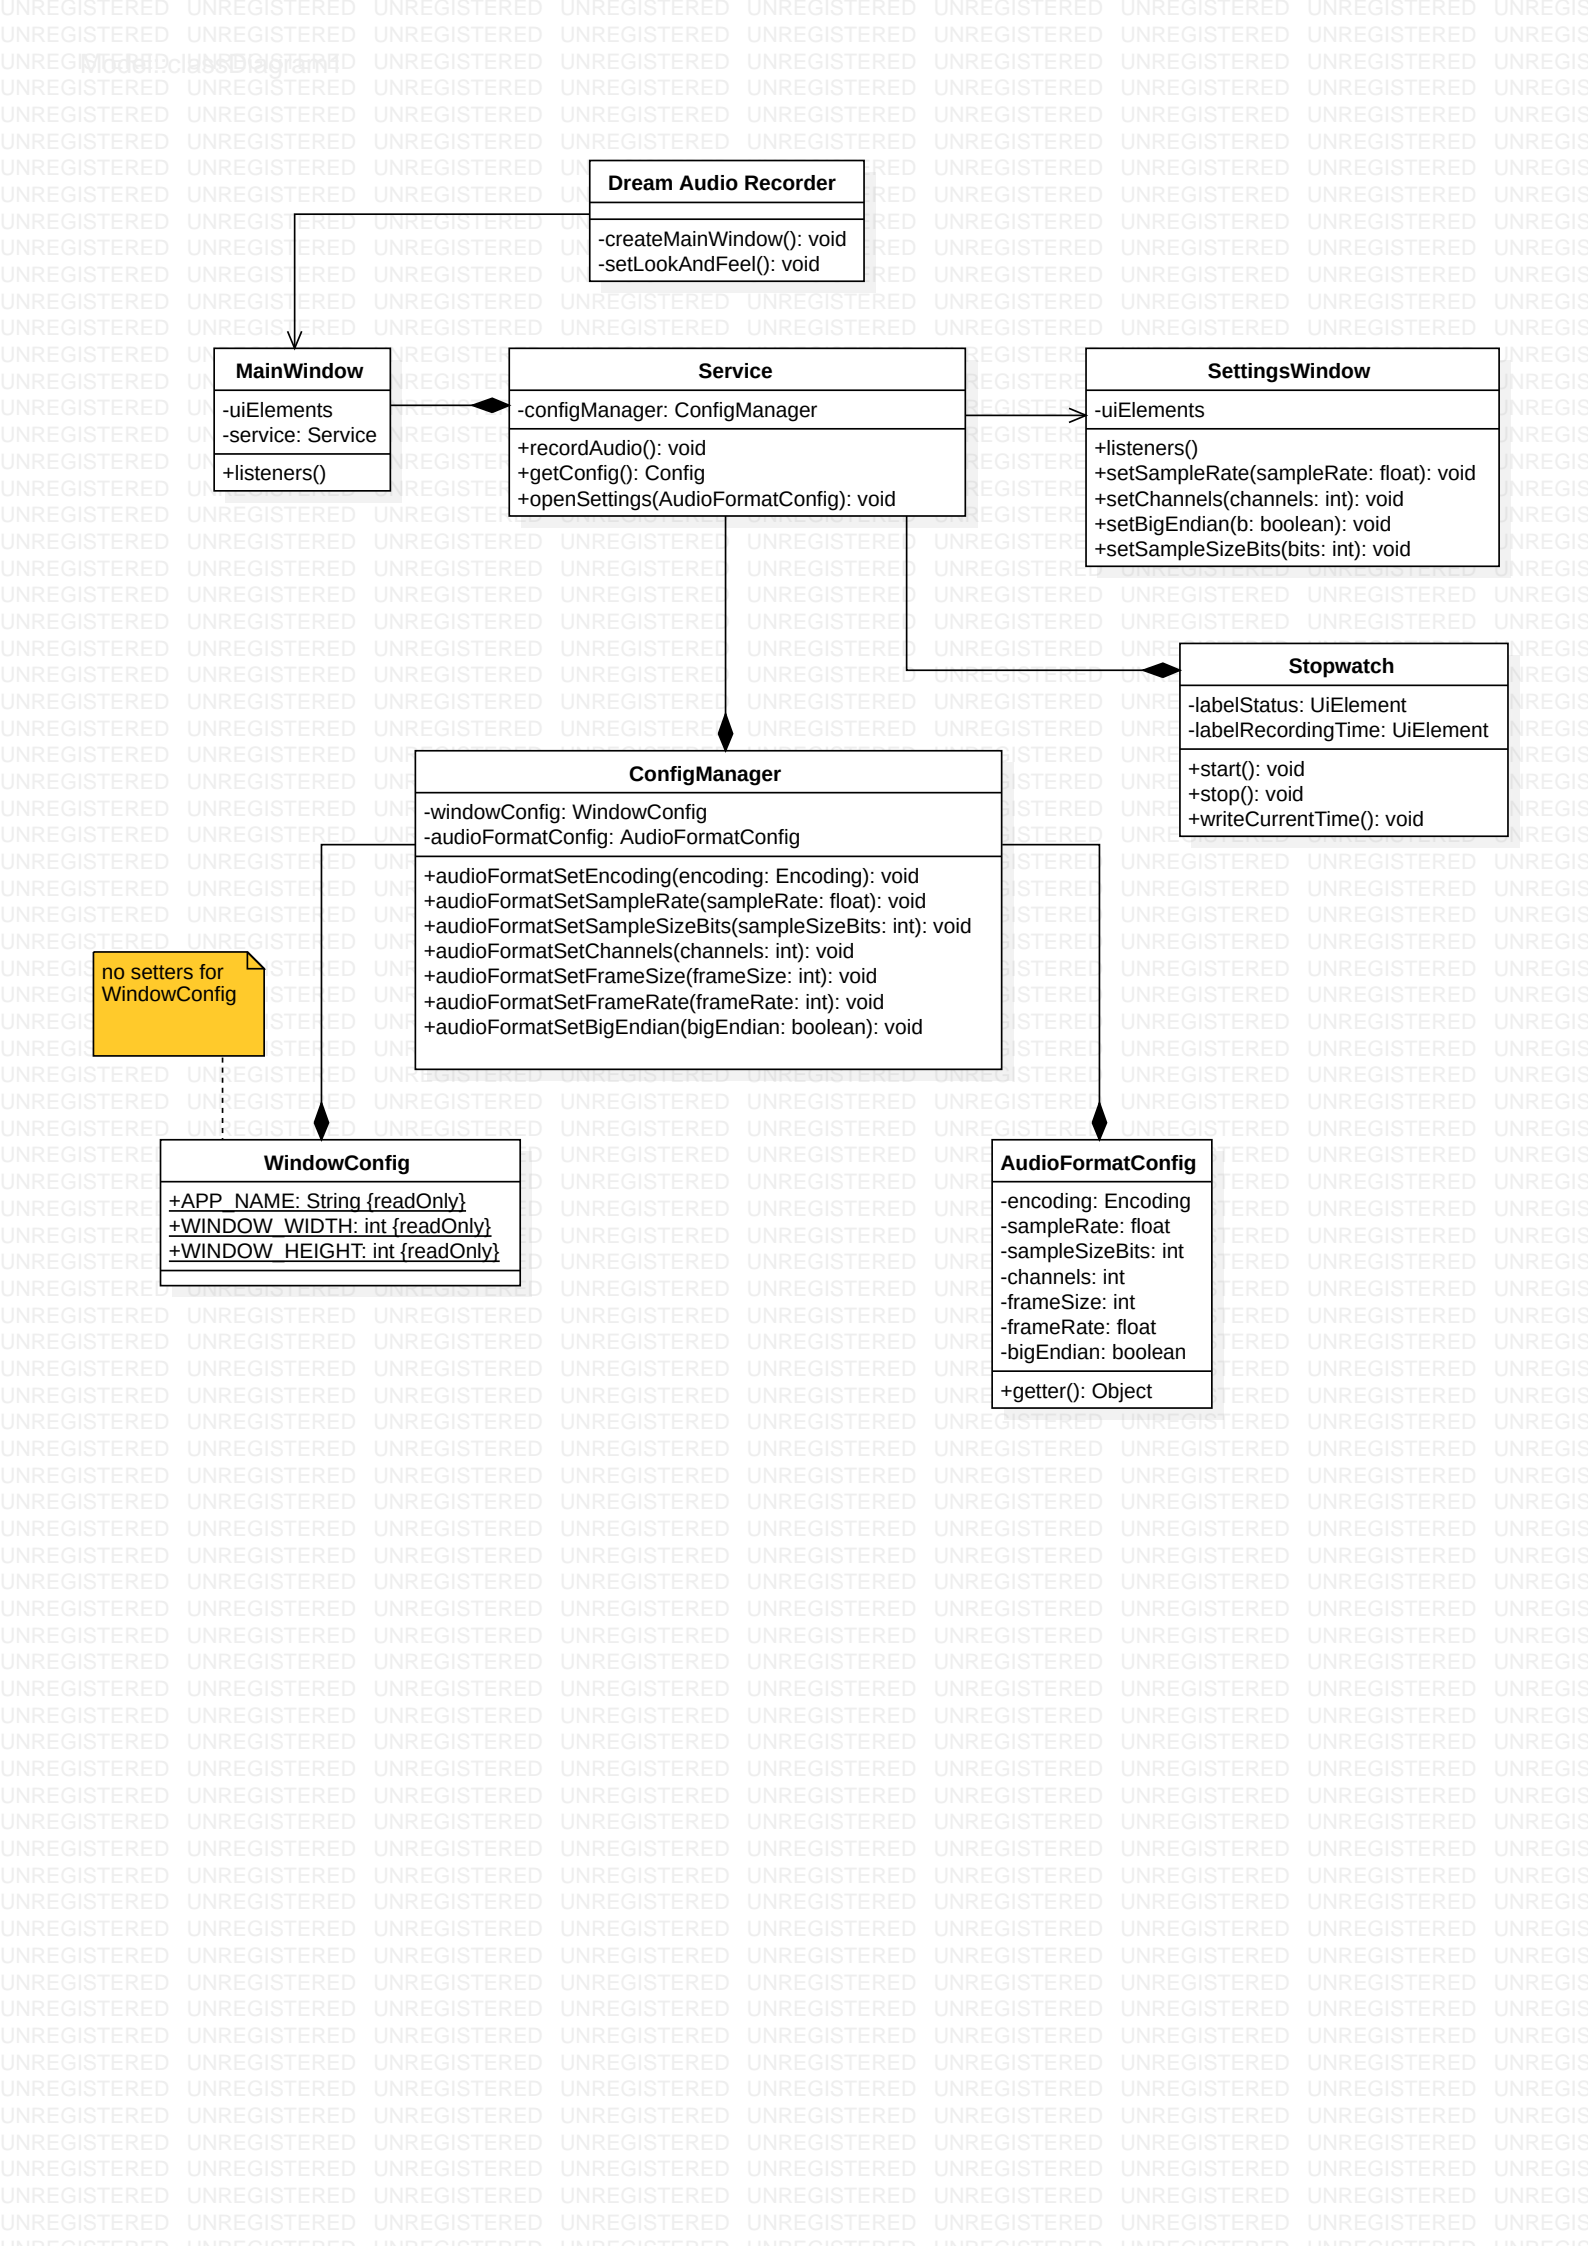 Model::classDiagram1
Dream Audio Recorder
-createMainWindow(): void
-setLookAndFeel(): void
MainWindow
-uiElements
-service: Service
+listeners()
Service
-configManager: ConfigManager
+recordAudio(): void
+getConfig(): Config
+openSettings(AudioFormatConfig): void
SettingsWindow
-uiElements
+listeners()
+setSampleRate(sampleRate: float): void
+setChannels(channels: int): void
+setBigEndian(b: boolean): void
+setSampleSizeBits(bits: int): void
Stopwatch
-labelStatus: UiElement
-labelRecordingTime: UiElement
+start(): void
+stop(): void
+writeCurrentTime(): void
ConfigManager
-windowConfig: WindowConfig
-audioFormatConfig: AudioFormatConfig
+audioFormatSetEncoding(encoding: Encoding): void
+audioFormatSetSampleRate(sampleRate: float): void
+audioFormatSetSampleSizeBits(sampleSizeBits: int): void
+audioFormatSetChannels(channels: int): void
+audioFormatSetFrameSize(frameSize: int): void
+audioFormatSetFrameRate(frameRate: int): void
+audioFormatSetBigEndian(bigEndian: boolean): void
no setters for
WindowConfig
WindowConfig
+APP_NAME: String {readOnly}
+WINDOW_WIDTH: int {readOnly}
+WINDOW_HEIGHT: int {readOnly}
AudioFormatConfig
-encoding: Encoding
-sampleRate: float
-sampleSizeBits: int
-channels: int
-frameSize: int
-frameRate: float
-bigEndian: boolean
+getter(): Object
UNREGISTERED